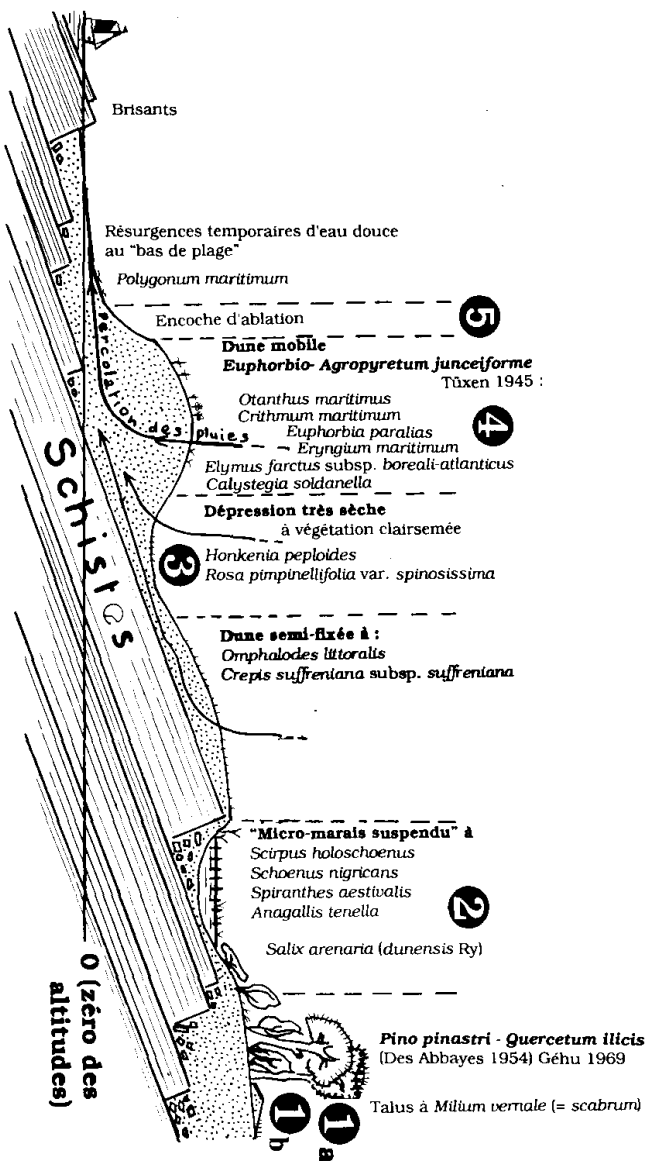 Brisants
Résurgences temporaires d'eau douce
au "bas de plage"
Polygonum maritimum
5
Encoche d'ablation
Dune mobile
Euphorbio- Agropyretum junceiforme
Tüxen 1945 :
Otanthus maritimus
Crithmum maritimum
4
Euphorbia paralias
Eryngium maritimum
Elymus farctus subsp. boreali-atlanticus
Calystegia soldanella
Percolation des pluies
Dépression très sèche
à végétation clairsemée
3
Honkenia peploides
Rosa pimpinellifolia var. spinosissima
Schistes
Dune semi-fixée à :
Omphalodes littoralis
Crepis suffreniana subsp. suffreniana
"Micro-marais suspendu" à
Scirpus holoschoenus
Schoenus nigricans
Spiranthes aestivalis
Anagallis tenella
2
Salix arenaria (dunensis Ry)
0 (zéro des
altitudes)
Pino pinastri - Quercetum ilicis
(Des Abbayes 1954) Géhu 1969
Talus à Milium vernale (= scabrum)
1 a
1 b